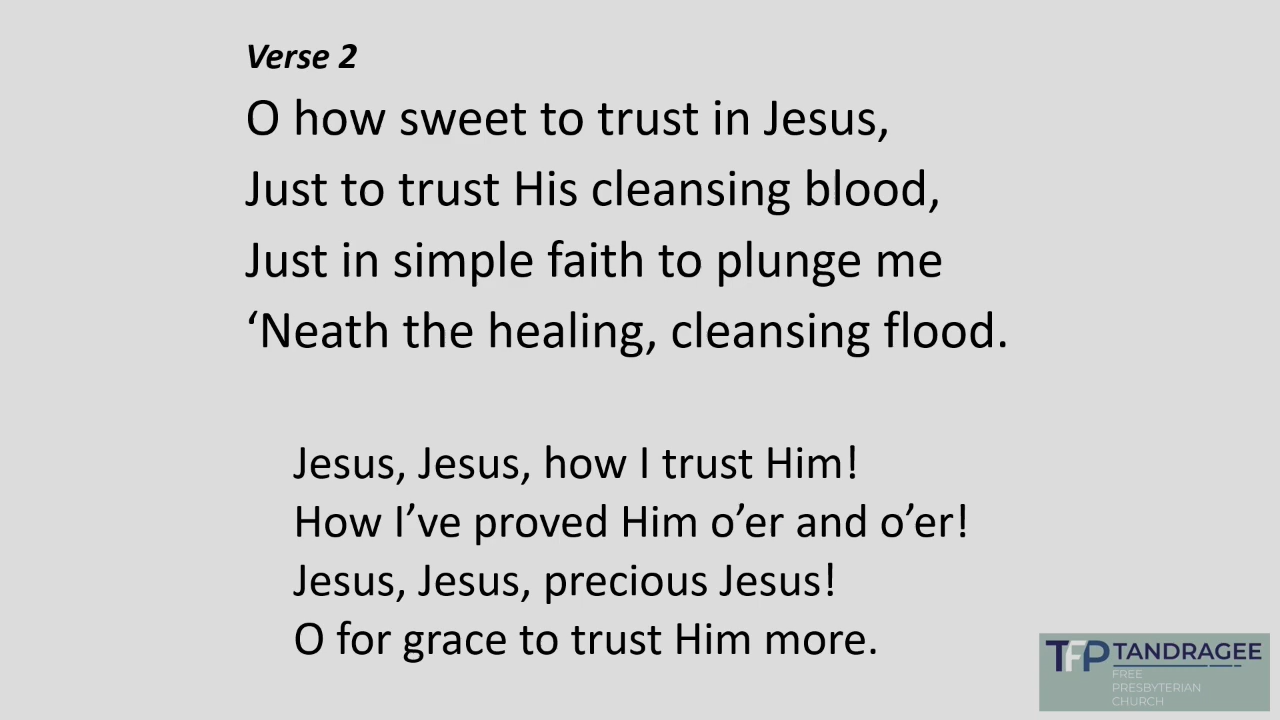 Verse 2
O how sweet to trust in Jesus,
Just to trust His cleansing blood,
Just in simple faith to plunge me
‘Neath the healing, cleansing flood.
Jesus, Jesus, how I trust Him!
How I’ve proved Him o’er and o’er!
Jesus, Jesus, precious Jesus!
O for grace to trust Him more.
TFP TANDRAGEE
FREE
PRESBYTERIAN
CHURCH